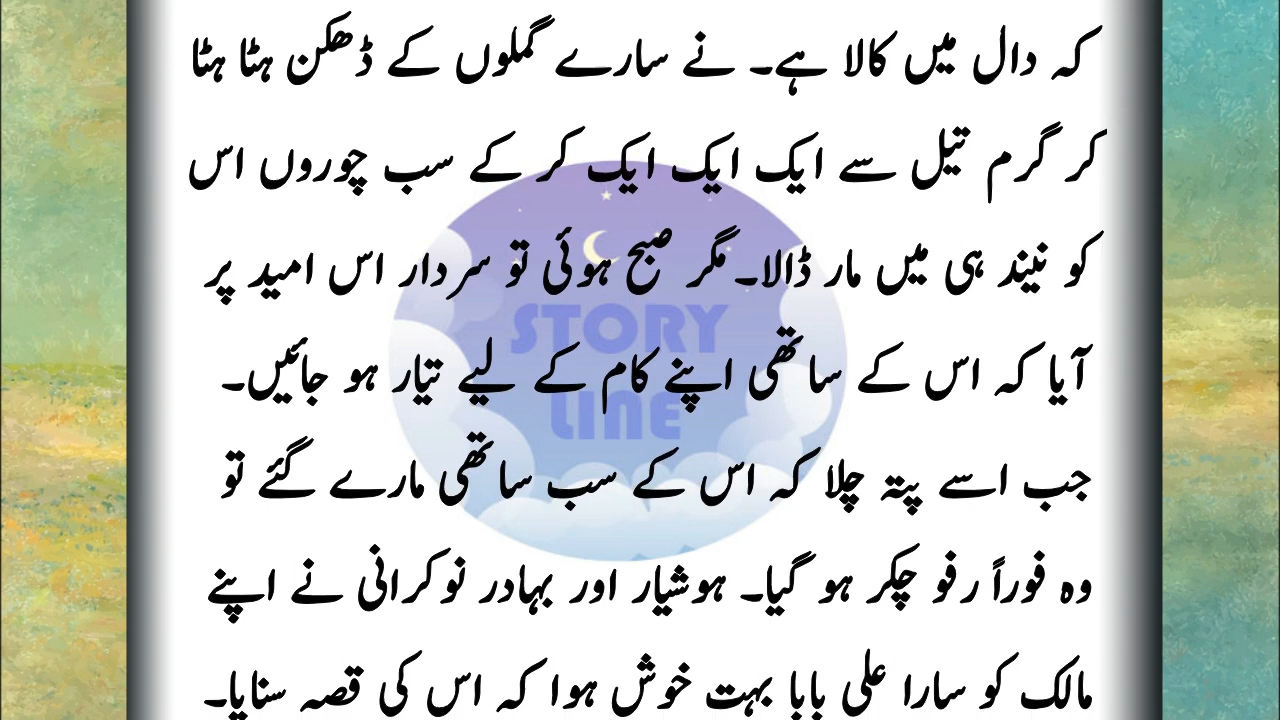 کہ دال میں کالا ہے۔ نے سارے گملوں کے ڈھکن ہٹا ہٹا
کر گرم تیل سے ایک ایک ایک کر کے سب چوروں اس
کو نیند ہی میں مار ڈالا۔ مگر صبح ہوئی تو سردار اس امید پر
آیا کہ اس کے ساتھی اپنے کام کے لیے تیار ہو جائیں۔
جب اسے پتہ چلا کہ اس کے سب ساتھی مارے گئے تو
وہ فوراً رفو چکر ہو گیا۔ ہوشیار اور بہادر نوکرانی نے اپنے
مالک کو سارا علی بابا بہت خوش ہوا کہ اس کی قصہ سنایا۔
STORY
LINE